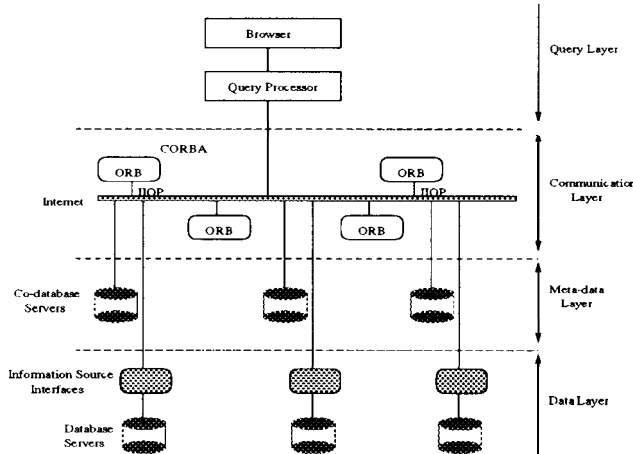 Browser
Query Layer
Query Processor
CORBA
ORB
ORB
IIOP
IIOP
Communication
Layer
Internet
ORB
ORB
Co-database
Servers
Meta-data
Layer
Information Source
Interfaces
Data Layer
Database
Servers